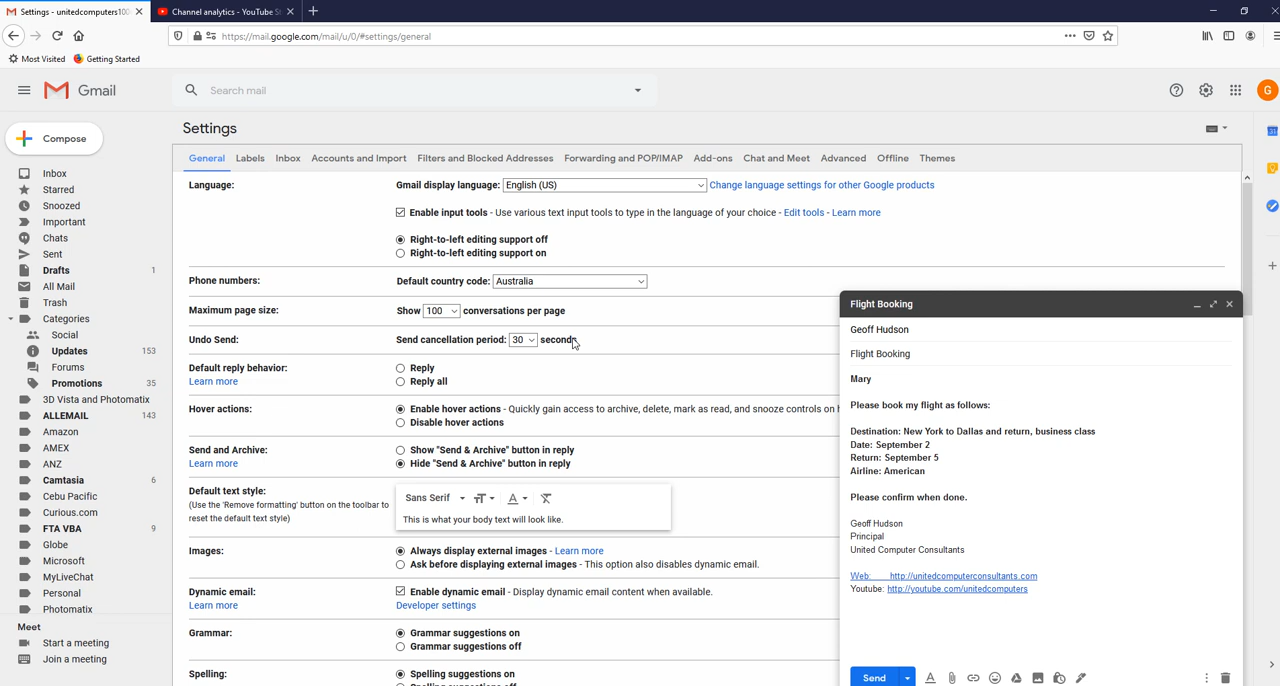 Settings - unitedcomputers100
Channel analytics - YouTube St
https://mail.google.com/mail/u/0/#settings/general
Most Visited
Getting Started
Gmail
Search mail
G
Compose
Inbox
Starred
Snoozed
Important
Chats
Sent
Drafts 1
All Mail
Trash
Categories
Social
Updates 153
Forums
Promotions 35
3D Vista and Photomatix
ALLEMAIL 143
Amazon
AMEX
ANZ
Camtasia 6
Cebu Pacific
Curious.com
FTA VBA 9
Globe
Microsoft
MyLiveChat
Personal
Photomatix
Meet
Start a meeting
Join a meeting
Settings
General Labels Inbox Accounts and Import Filters and Blocked Addresses Forwarding and POP/IMAP Add-ons Chat and Meet Advanced Offline Themes
Language:
Gmail display language: English (US) Change language settings for other Google products
Enable input tools - Use various text input tools to type in the language of your choice - Edit tools - Learn more
Right-to-left editing support off
Right-to-left editing support on
Phone numbers:
Default country code: Australia
Maximum page size:
Show 100 conversations per page
Undo Send:
Send cancellation period: 30 seconds
Default reply behavior:
Learn more
Reply
Reply all
Hover actions:
Enable hover actions - Quickly gain access to archive, delete, mark as read, and snooze controls on h
Disable hover actions
Send and Archive:
Learn more
Show "Send & Archive" button in reply
Hide "Send & Archive" button in reply
Default text style:
(Use the 'Remove formatting' button on the toolbar to
reset the default text style)
Sans Serif
This is what your body text will look like.
Images:
Always display external images - Learn more
Ask before displaying external images - This option also disables dynamic email.
Dynamic email:
Learn more
Enable dynamic email - Display dynamic email content when available.
Developer settings
Grammar:
Grammar suggestions on
Grammar suggestions off
Spelling:
Spelling suggestions on
Spelling suggestions off
Flight Booking
Geoff Hudson
Flight Booking
Mary
Please book my flight as follows:
Destination: New York to Dallas and return, business class
Date: September 2
Return: September 5
Airline: American
Please confirm when done.
Geoff Hudson
Principal
United Computer Consultants
Web: http://unitedcomputerconsultants.com
Youtube: http://youtube.com/unitedcomputers
Send
31